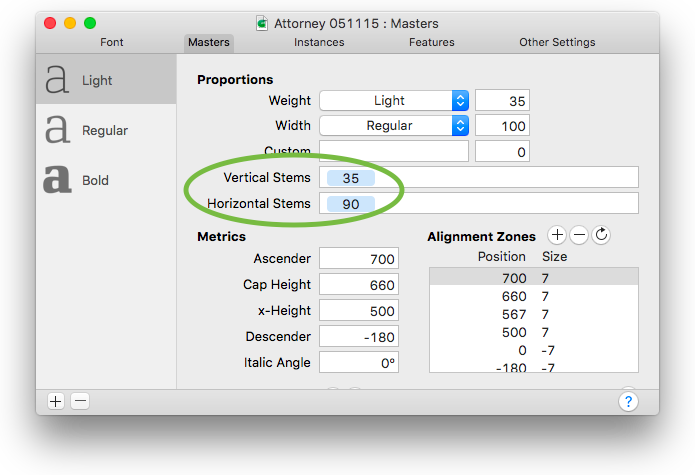 Attorney 051115 : Masters
Font Masters Instances Features Other Settings
a Light
a Regular
a Bold
Proportions
Weight Light 35
Width Regular 100
Custom 0
Vertical Stems 35
Horizontal Stems 90
Metrics
Ascender 700
Cap Height 660
x-Height 500
Descender -180
Italic Angle 0°
Alignment Zones + − 
Position Size
700 7
660 7
567 7
500 7
0 -7
-180 -7
+ −
?